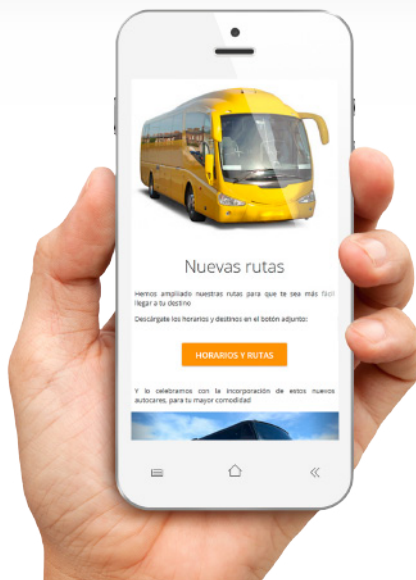 Nuevas rutas
Hemos ampliado nuestras rutas para que te sea más fácil
llegar a tu destino
Descárgate los horarios y destinos en el botón adjunto:
HORARIOS Y RUTAS
Y lo celebramos con la incorporación de estos nuevos
autocares, para tu mayor comodidad